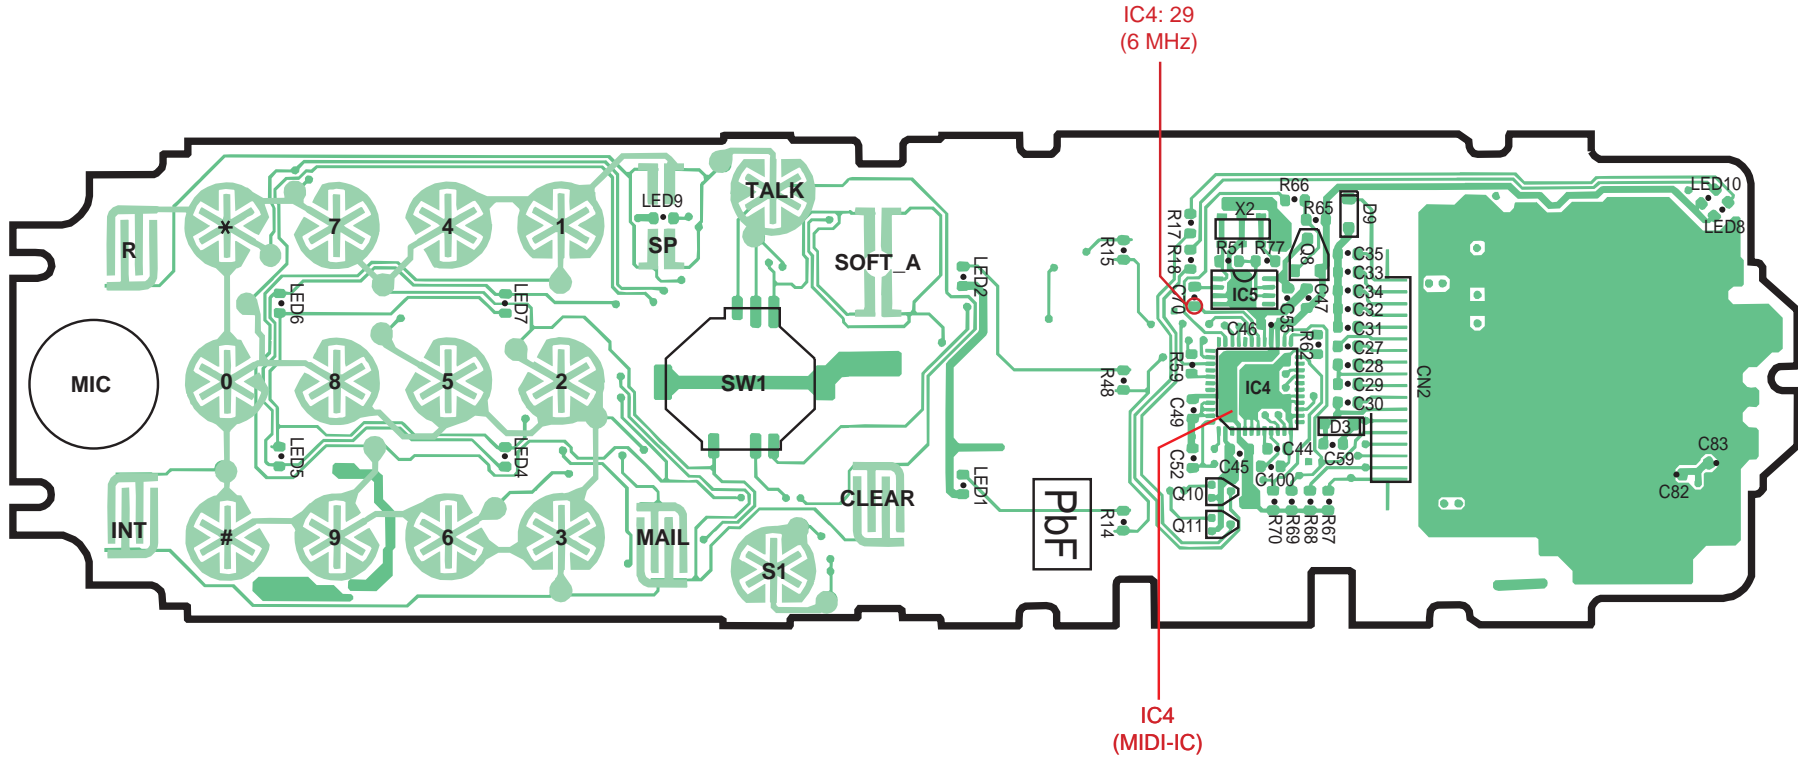 IC4: 29
(6 MHz)
R
*
7
4
1
LED9
SP
TALK
SOFT_A
LED2
R15
R17
R18
C70
R66
X2
R65
D9
R51
R77
Q8
IC5
C55
C47
C46
R62
C35
C33
C34
C32
C31
C27
C28
C29
C30
CN2
LED10
LED8
LED6
LED7
MIC
0
8
5
2
SW1
R48
R59
IC4
C49
D3
LED5
LED4
C52
C45
C44
C59
C100
C83
C82
INT
#
9
6
3
MAIL
S1
CLEAR
LED1
PbF
R14
Q10
Q11
R70
R69
R68
R67
IC4
(MIDI-IC)